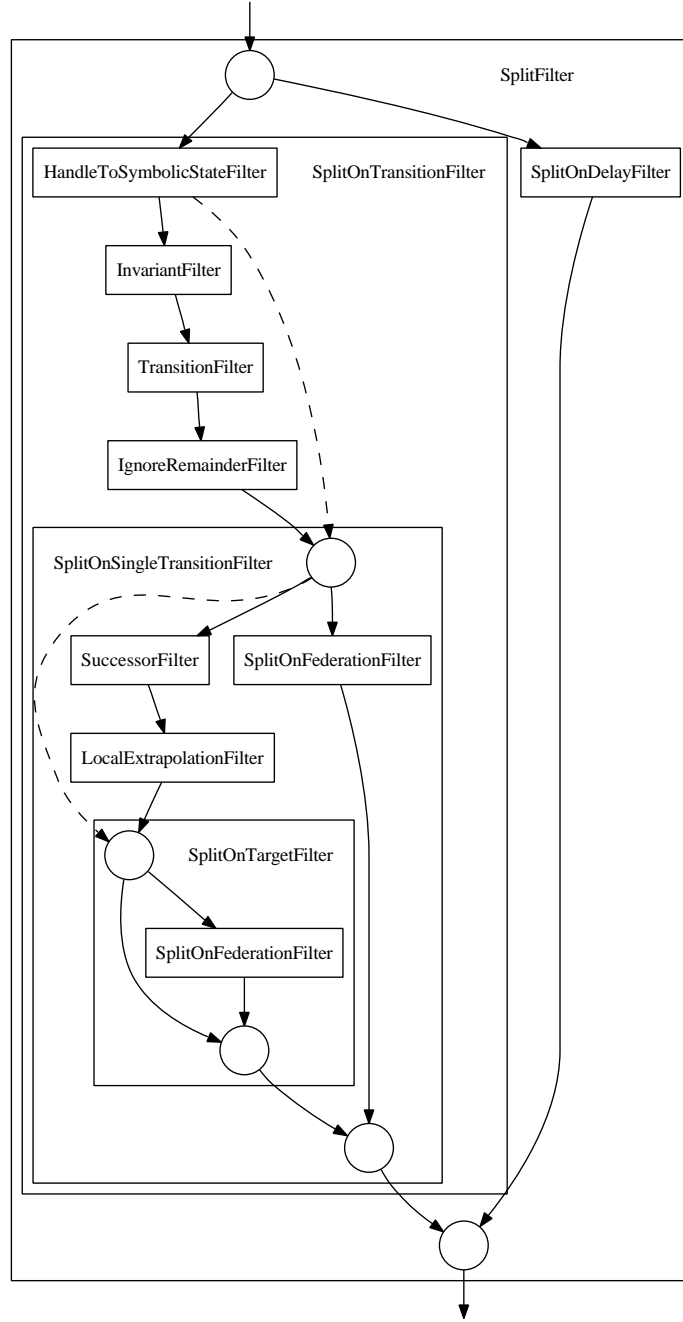 SplitFilter
HandleToSymbolicStateFilter
SplitOnTransitionFilter
SplitOnDelayFilter
InvariantFilter
TransitionFilter
IgnoreRemainderFilter
SplitOnSingleTransitionFilter
SuccessorFilter
SplitOnFederationFilter
LocalExtrapolationFilter
SplitOnTargetFilter
SplitOnFederationFilter